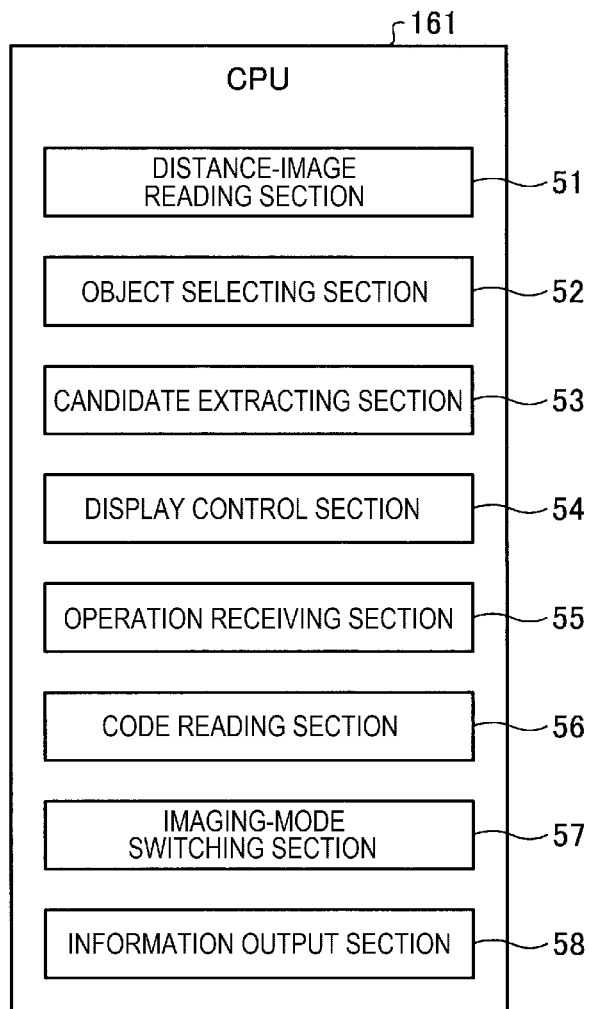 161
CPU
DISTANCE-IMAGE
READING SECTION
51
OBJECT SELECTING SECTION
52
CANDIDATE EXTRACTING SECTION
53
DISPLAY CONTROL SECTION
54
OPERATION RECEIVING SECTION
55
CODE READING SECTION
56
IMAGING-MODE
SWITCHING SECTION
57
INFORMATION OUTPUT SECTION
58